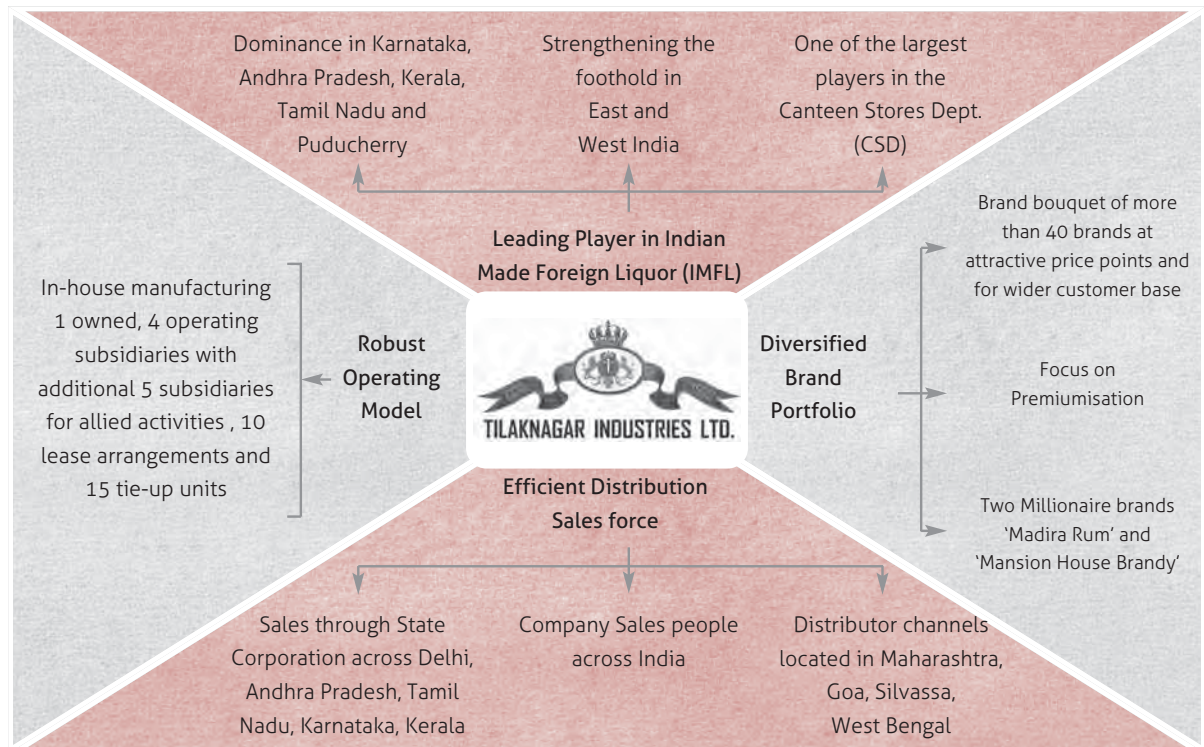 Dominance in Karnataka,
Andhra Pradesh, Kerala,
Tamil Nadu and
Puducherry
Strengthening the
foothold in
East and
West India
One of the largest
players in the
Canteen Stores Dept.
(CSD)
Leading Player in Indian
Made Foreign Liquor (IMFL)
In-house manufacturing
1 owned, 4 operating
subsidiaries with
additional 5 subsidiaries
for allied activities , 10
lease arrangements and
15 tie-up units
Robust
Operating
Model
TILAKNAGAR INDUSTRIES LTD.
Diversified
Brand
Portfolio
Brand bouquet of more
than 40 brands at
attractive price points and
for wider customer base
Focus on
Premiumisation
Two Millionaire brands
‘Madira Rum’ and
‘Mansion House Brandy’
Efficient Distribution
Sales force
Sales through State
Corporation across Delhi,
Andhra Pradesh, Tamil
Nadu, Karnataka, Kerala
Company Sales people
across India
Distributor channels
located in Maharashtra,
Goa, Silvassa,
West Bengal